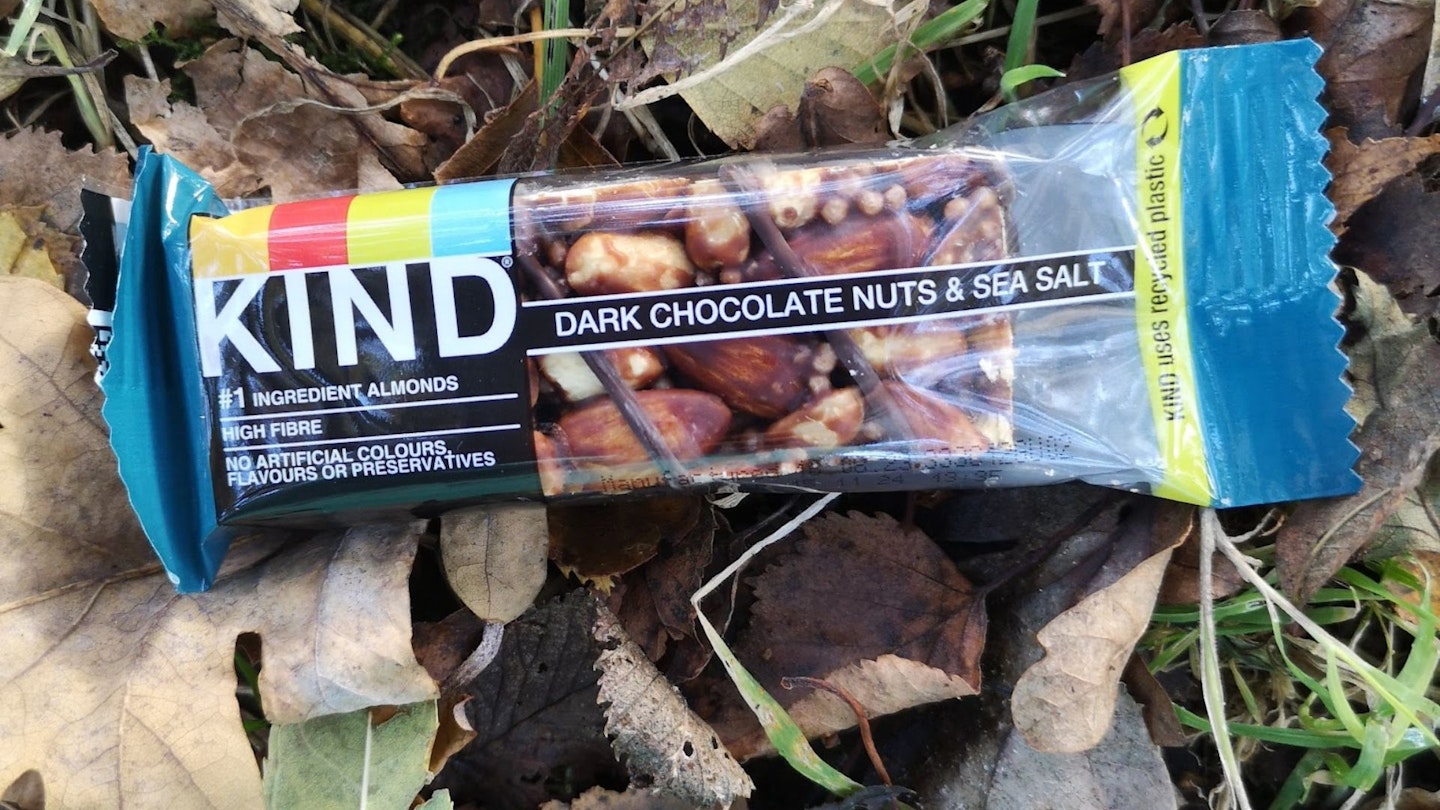 KIND®
#1 INGREDIENT ALMONDS
HIGH FIBRE
NO ARTIFICIAL COLOURS,
FLAVOURS OR PRESERVATIVES
DARK CHOCOLATE NUTS & SEA SALT
KIND uses recycled plastic